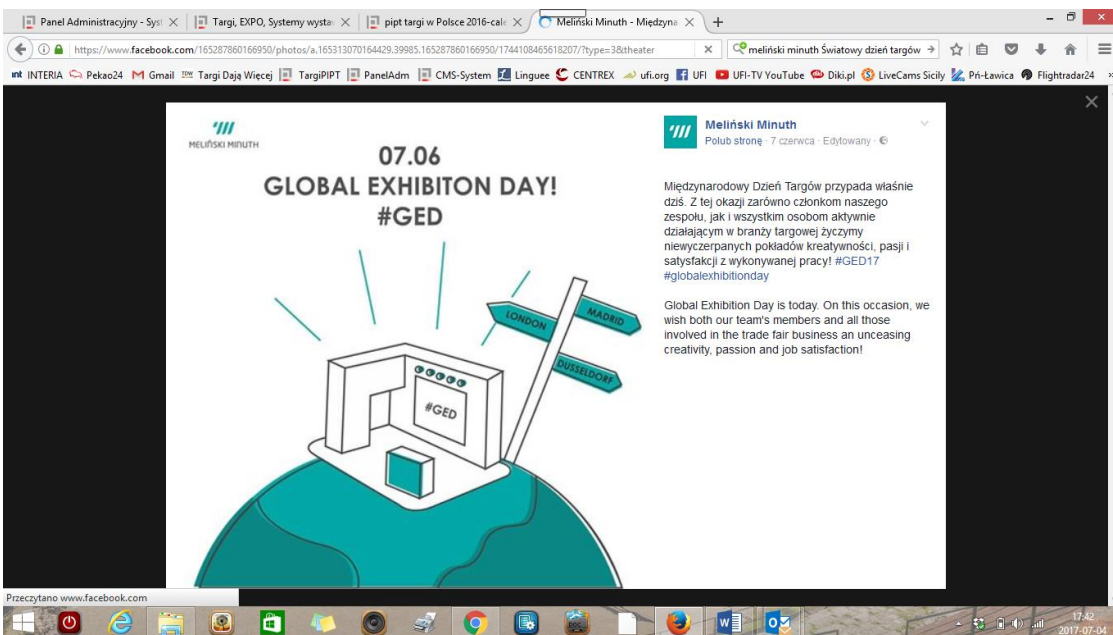 Panel Administracyjny - Syst
Targi, EXPO, Systemy wystaw
pipt targi w Polsce 2016-cale
Meliński Minuth - Międzyna
https://www.facebook.com/165287860166950/photos/a.165313070164429.39985.165287860166950/1744108465618207/?type=3&theater
meliński minuth Światowy dzień targów
INTERIA Pekao24 Gmail Targi Dają Więcej TargiPIPT PanelAdm CMS-System Linguee CENTREX ufi.org UFI UFI-TV YouTube Diki.pl LiveCams Sicily Pń-Ławica Flightradar24
MELIŃSKI MINUTH
07.06
GLOBAL EXHIBITON DAY!
#GED
LONDON
MADRID
DUSSELDORF
#GED
Meliński Minuth
Polub stronę · 7 czerwca · Edytowany ·
Międzynarodowy Dzień Targów przypada właśnie
dziś. Z tej okazji zarówno członkom naszego
zespołu, jak i wszystkim osobom aktywnie
działającym w branży targowej życzymy
niewyczerpanych pokładów kreatywności, pasji i
satysfakcji z wykonywanej pracy! #GED17
#globalexhibitionday
Global Exhibition Day is today. On this occasion, we
wish both our team's members and all those
involved in the trade fair business an unceasing
creativity, passion and job satisfaction!
Przeczytano www.facebook.com
17:42
2017-07-04